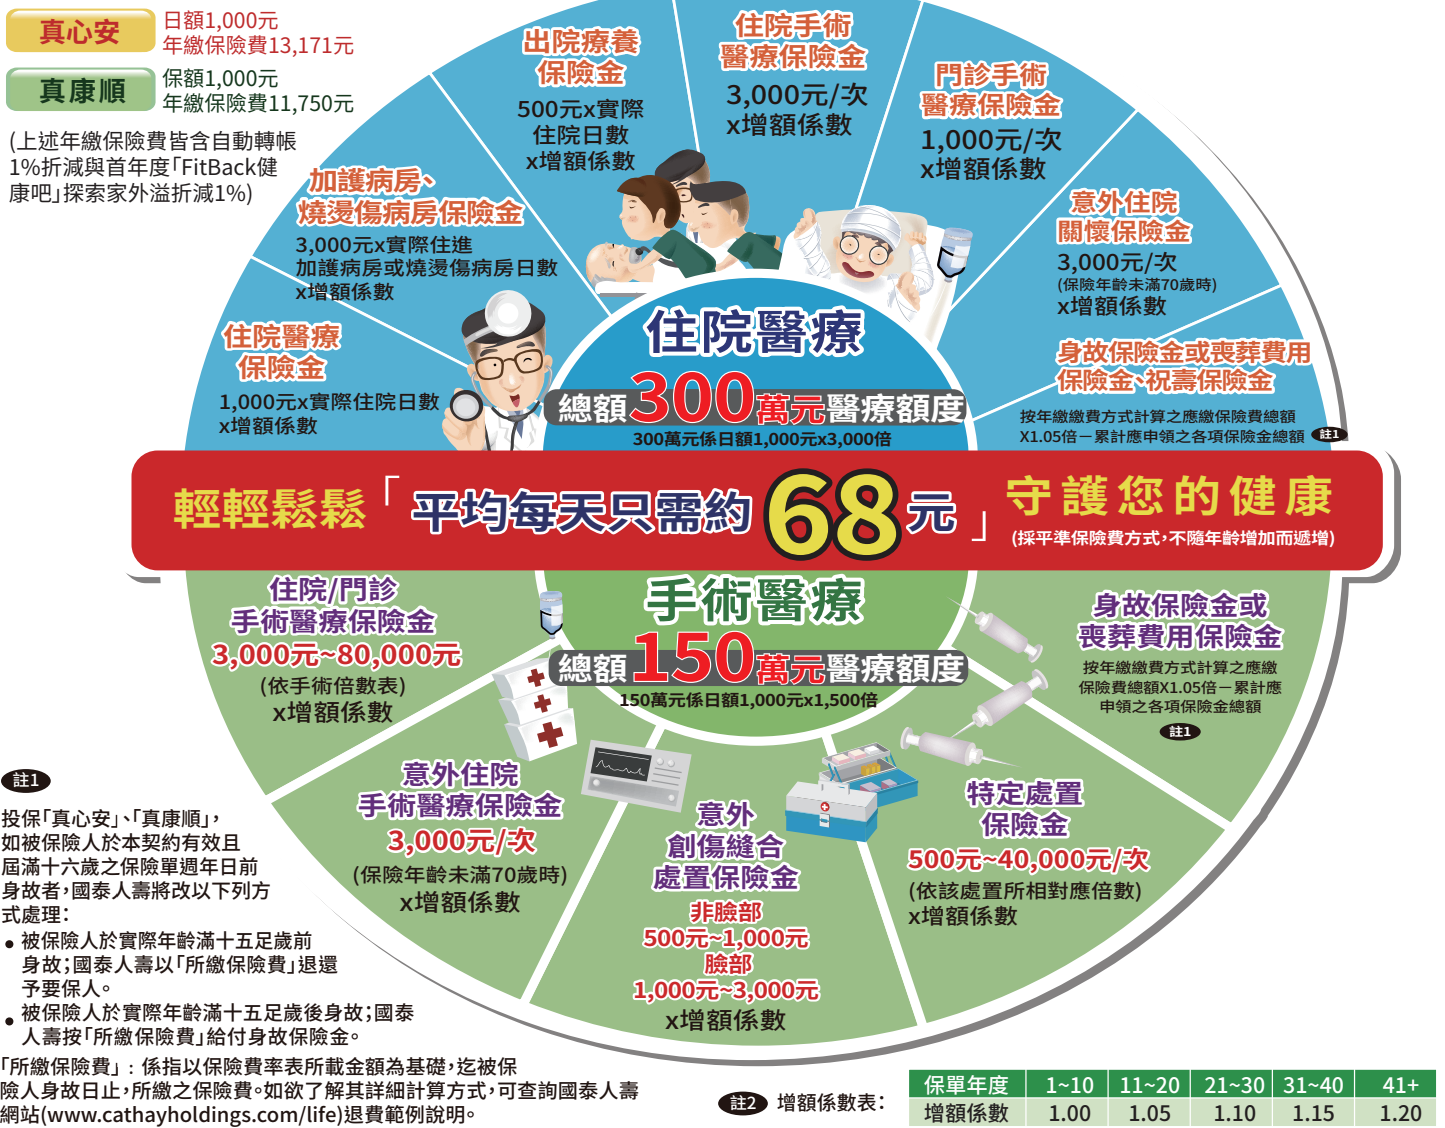 真心安
日額1,000元
年繳保險費13,171元
真康順
保額1,000元
年繳保險費11,750元
(上述年繳保險費皆含自動轉帳
1%折減與首年度「FitBack健
康吧」探索家外溢折減1%)
住院醫療
保險金
1,000元x實際住院日數
x增額係數
加護病房、
燒燙傷病房保險金
3,000元x實際住進
加護病房或燒燙傷病房日數
x增額係數
出院療養
保險金
500元x實際
住院日數
x增額係數
住院手術
醫療保險金
3,000元/次
x增額係數
門診手術
醫療保險金
1,000元/次
x增額係數
意外住院
關懷保險金
3,000元/次
(保險年齡未滿70歲時)
x增額係數
身故保險金或喪葬費用
保險金、祝壽保險金
按年繳繳費方式計算之應繳保險費總額
X1.05倍－累計應申領之各項保險金總額 註1
住院醫療
總額300萬元醫療額度
300萬元係日額1,000元x3,000倍
輕輕鬆鬆「平均每天只需約68元」守護您的健康
(採平準保險費方式，不隨年齡增加而遞增)
手術醫療
總額150萬元醫療額度
150萬元係日額1,000元x1,500倍
住院/門診
手術醫療保險金
3,000元~80,000元
(依手術倍數表)
x增額係數
意外住院
手術醫療保險金
3,000元/次
(保險年齡未滿70歲時)
x增額係數
意外
創傷縫合
處置保險金
非臉部
500元~1,000元
臉部
1,000元~3,000元
x增額係數
特定處置
保險金
500元~40,000元/次
(依該處置所相對應倍數)
x增額係數
身故保險金或
喪葬費用保險金
按年繳繳費方式計算之應繳
保險費總額X1.05倍－累計應
申領之各項保險金總額
註1
註1
投保「真心安」、「真康順」，
如被保險人於本契約有效且
屆滿十六歲之保險單週年日前
身故者，國泰人壽將改以下列方
式處理：
● 被保險人於實際年齡滿十五足歲前
身故；國泰人壽以「所繳保險費」退還
予要保人。
● 被保險人於實際年齡滿十五足歲後身故；國泰
人壽按「所繳保險費」給付身故保險金。
「所繳保險費」：係指以保險費率表所載金額為基礎，迄被保
險人身故日止，所繳之保險費。如欲了解其詳細計算方式，可查詢國泰人壽
網站(www.cathayholdings.com/life)退費範例說明。
註2 增額係數表：
保單年度 1~10 11~20 21~30 31~40 41+
增額係數 1.00 1.05 1.10 1.15 1.20